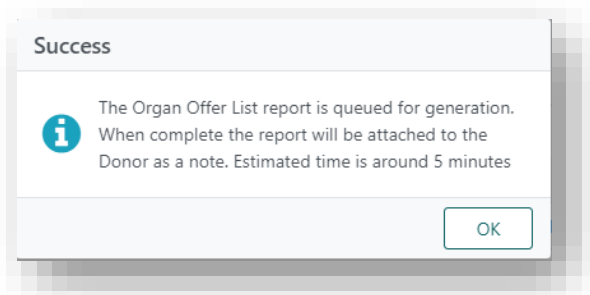 Success
The Organ Offer List report is queued for generation.
When complete the report will be attached to the
Donor as a note. Estimated time is around 5 minutes
OK